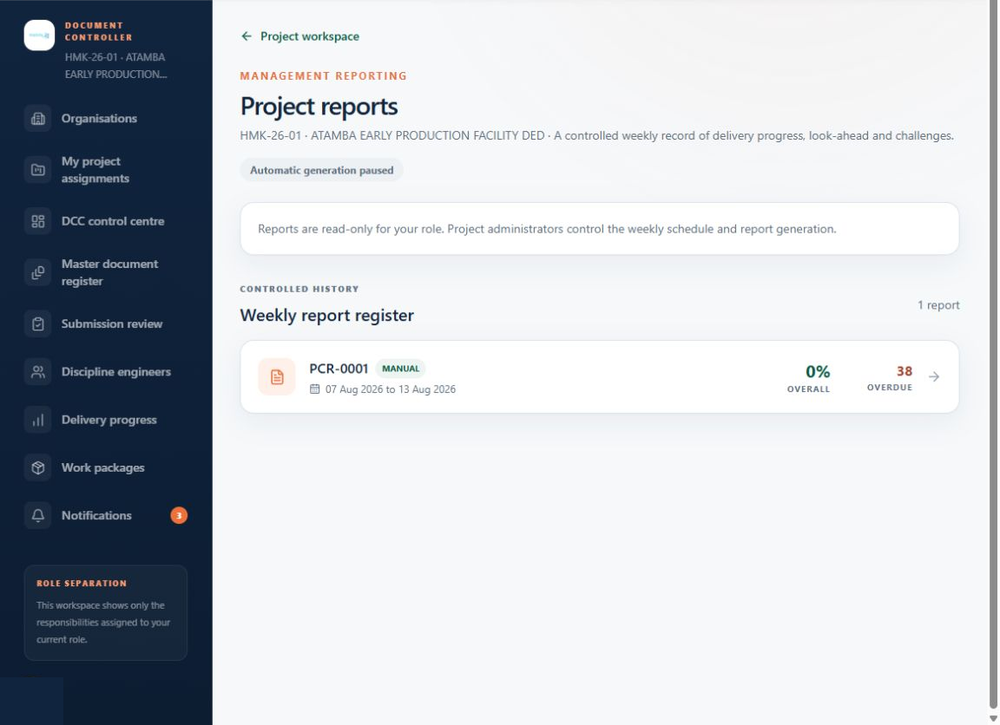 DOCUMENT
CONTROLLER
HMK-26-01 · ATAMBA
EARLY PRODUCTION...
Organisations
My project
assignments
DCC control centre
Master document
register
Submission review
Discipline engineers
Delivery progress
Work packages
Notifications
3
ROLE SEPARATION
This workspace shows only the
responsibilities assigned to your
current role.
Project workspace
MANAGEMENT REPORTING
Project reports
HMK-26-01 · ATAMBA EARLY PRODUCTION FACILITY DED · A controlled weekly record of delivery progress, look-ahead and challenges.
Automatic generation paused
Reports are read-only for your role. Project administrators control the weekly schedule and report generation.
CONTROLLED HISTORY
Weekly report register
1 report
PCR-0001 MANUAL
07 Aug 2026 to 13 Aug 2026
0%
OVERALL
38
OVERDUE